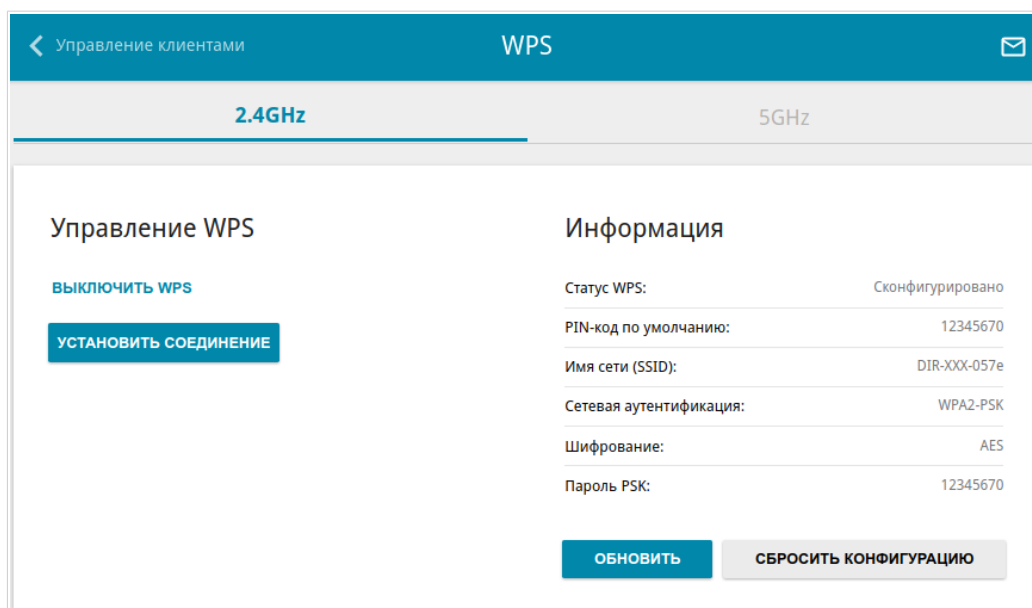 Управление клиентами
WPS
2.4GHz
5GHz
Управление WPS
ВЫКЛЮЧИТЬ WPS
УСТАНОВИТЬ СОЕДИНЕНИЕ
Информация
Статус WPS: Сконфигурировано
PIN-код по умолчанию: 12345670
Имя сети (SSID): DIR-XXX-057e
Сетевая аутентификация: WPA2-PSK
Шифрование: AES
Пароль PSK: 12345670
ОБНОВИТЬ
СБРОСИТЬ КОНФИГУРАЦИЮ